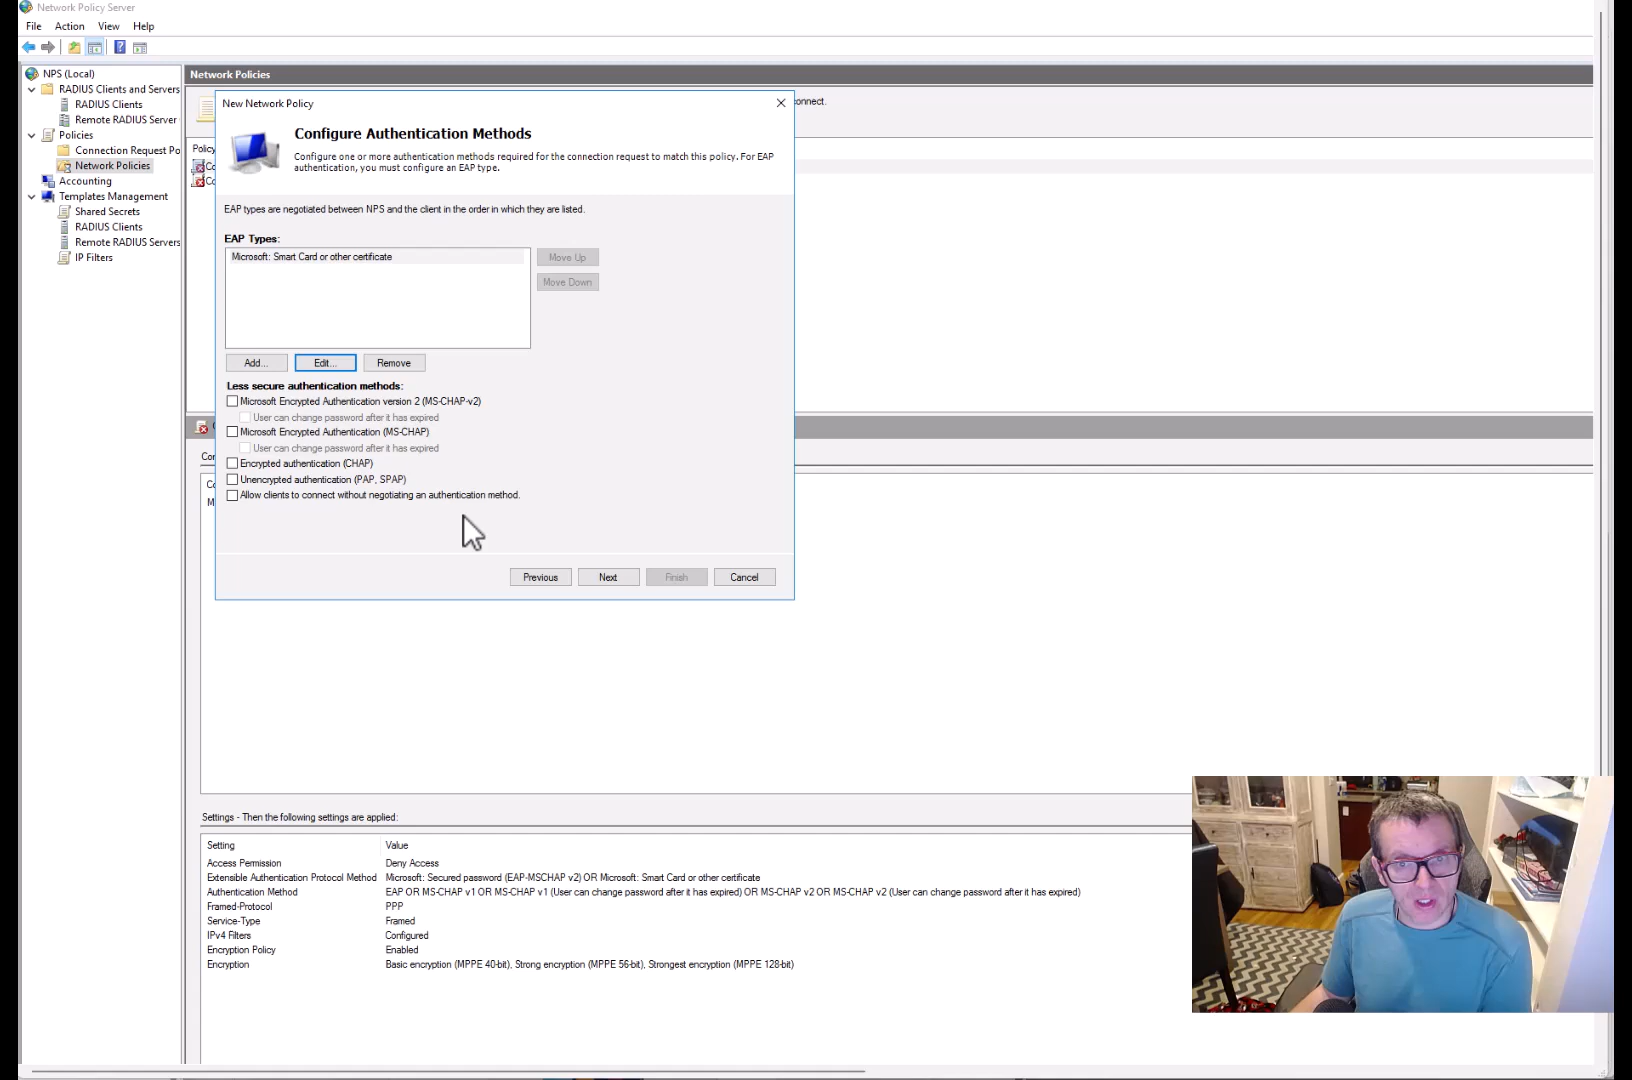 Network Policy Server
File Action View Help
NPS (Local)
RADIUS Clients and Servers
RADIUS Clients
Remote RADIUS Server
Policies
Connection Request Po
Network Policies
Accounting
Templates Management
Shared Secrets
RADIUS Clients
Remote RADIUS Servers
IP Filters
Network Policies
onnect.
Policy
Co
Co
New Network Policy
Configure Authentication Methods
Configure one or more authentication methods required for the connection request to match this policy. For EAP
authentication, you must configure an EAP type.
EAP types are negotiated between NPS and the client in the order in which they are listed.
EAP Types:
Microsoft: Smart Card or other certificate
Move Up
Move Down
Add... Edit... Remove
Less secure authentication methods:
Microsoft Encrypted Authentication version 2 (MS-CHAP-v2)
User can change password after it has expired
Microsoft Encrypted Authentication (MS-CHAP)
User can change password after it has expired
Encrypted authentication (CHAP)
Unencrypted authentication (PAP, SPAP)
Allow clients to connect without negotiating an authentication method.
Previous Next Finish Cancel
Con
Co
M
Settings - Then the following settings are applied:
Setting Value
Access Permission Deny Access
Extensible Authentication Protocol Method Microsoft: Secured password (EAP-MSCHAP v2) OR Microsoft: Smart Card or other certificate
Authentication Method EAP OR MS-CHAP v1 OR MS-CHAP v1 (User can change password after it has expired) OR MS-CHAP v2 OR MS-CHAP v2 (User can change password after it has expired)
Framed-Protocol PPP
Service-Type Framed
IPv4 Filters Configured
Encryption Policy Enabled
Encryption Basic encryption (MPPE 40-bit), Strong encryption (MPPE 56-bit), Strongest encryption (MPPE 128-bit)